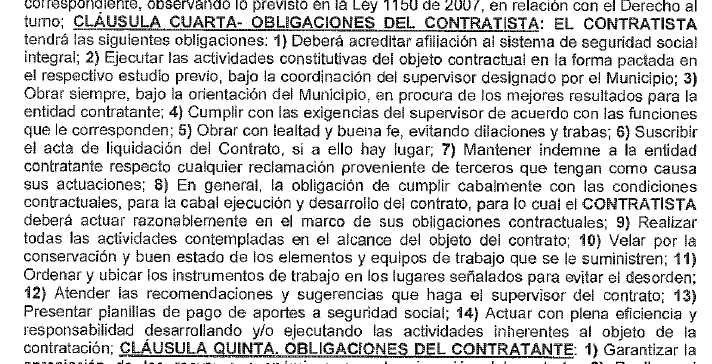 correspondiente, observando lo previsto en la Ley 1150 de 2007, en relación con el Derecho al
turno; CLÁUSULA CUARTA- OBLIGACIONES DEL CONTRATISTA: EL CONTRATISTA
tendrá las siguientes obligaciones: 1) Deberá acreditar afiliación al sistema de seguridad social
integral; 2) Ejecutar las actividades constitutivas del objeto contractual en la forma pactada en
el respectivo estudio previo, bajo la coordinación del supervisor designado por el Municipio; 3)
Obrar siempre, bajo la orientación del Municipio, en procura de los mejores resultados para la
entidad contratante; 4) Cumplir con las exigencias del supervisor de acuerdo con las funciones
que le corresponden; 5) Obrar con lealtad y buena fe, evitando dilaciones y trabas; 6) Suscribir
el acta de liquidación del Contrato, si a ello hay lugar; 7) Mantener indemne a la entidad
contratante respecto cualquier reclamación proveniente de terceros que tengan como causa
sus actuaciones; 8) En general, la obligación de cumplir cabalmente con las condiciones
contractuales, para la cabal ejecución y desarrollo del contrato, para lo cual el CONTRATISTA
deberá actuar razonablemente en el marco de sus obligaciones contractuales; 9) Realizar
todas las actividades contempladas en el alcance del objeto del contrato; 10) Velar por la
conservación y buen estado de los elementos y equipos de trabajo que se le suministren; 11)
Ordenar y ubicar los instrumentos de trabajo en los lugares señalados para evitar el desorden;
12) Atender las recomendaciones y sugerencias que haga el supervisor del contrato; 13)
Presentar planillas de pago de aportes a seguridad social; 14) Actuar con plena eficiencia y
responsabilidad desarrollando y/o ejecutando las actividades inherentes al objeto de la
contratación; CLÁUSULA QUINTA. OBLIGACIONES DEL CONTRATANTE: 1) Garantizar la